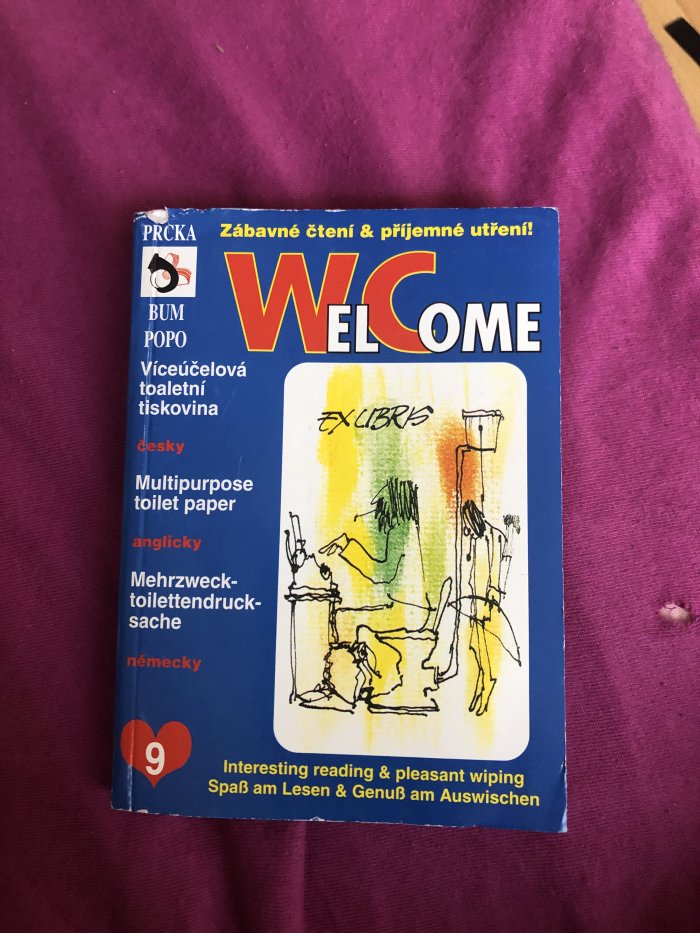 PRCKA
BUM
POPO
Zábavné čtení & příjemné utření!
WELCOME
Víceúčelová
toaletní
tiskovina
česky
Multipurpose
toilet paper
anglicky
Mehrzweck-
toilettendruck-
sache
německy
9
EX LIBRIS
Interesting reading & pleasant wiping
Spaß am Lesen & Genuß am Auswischen